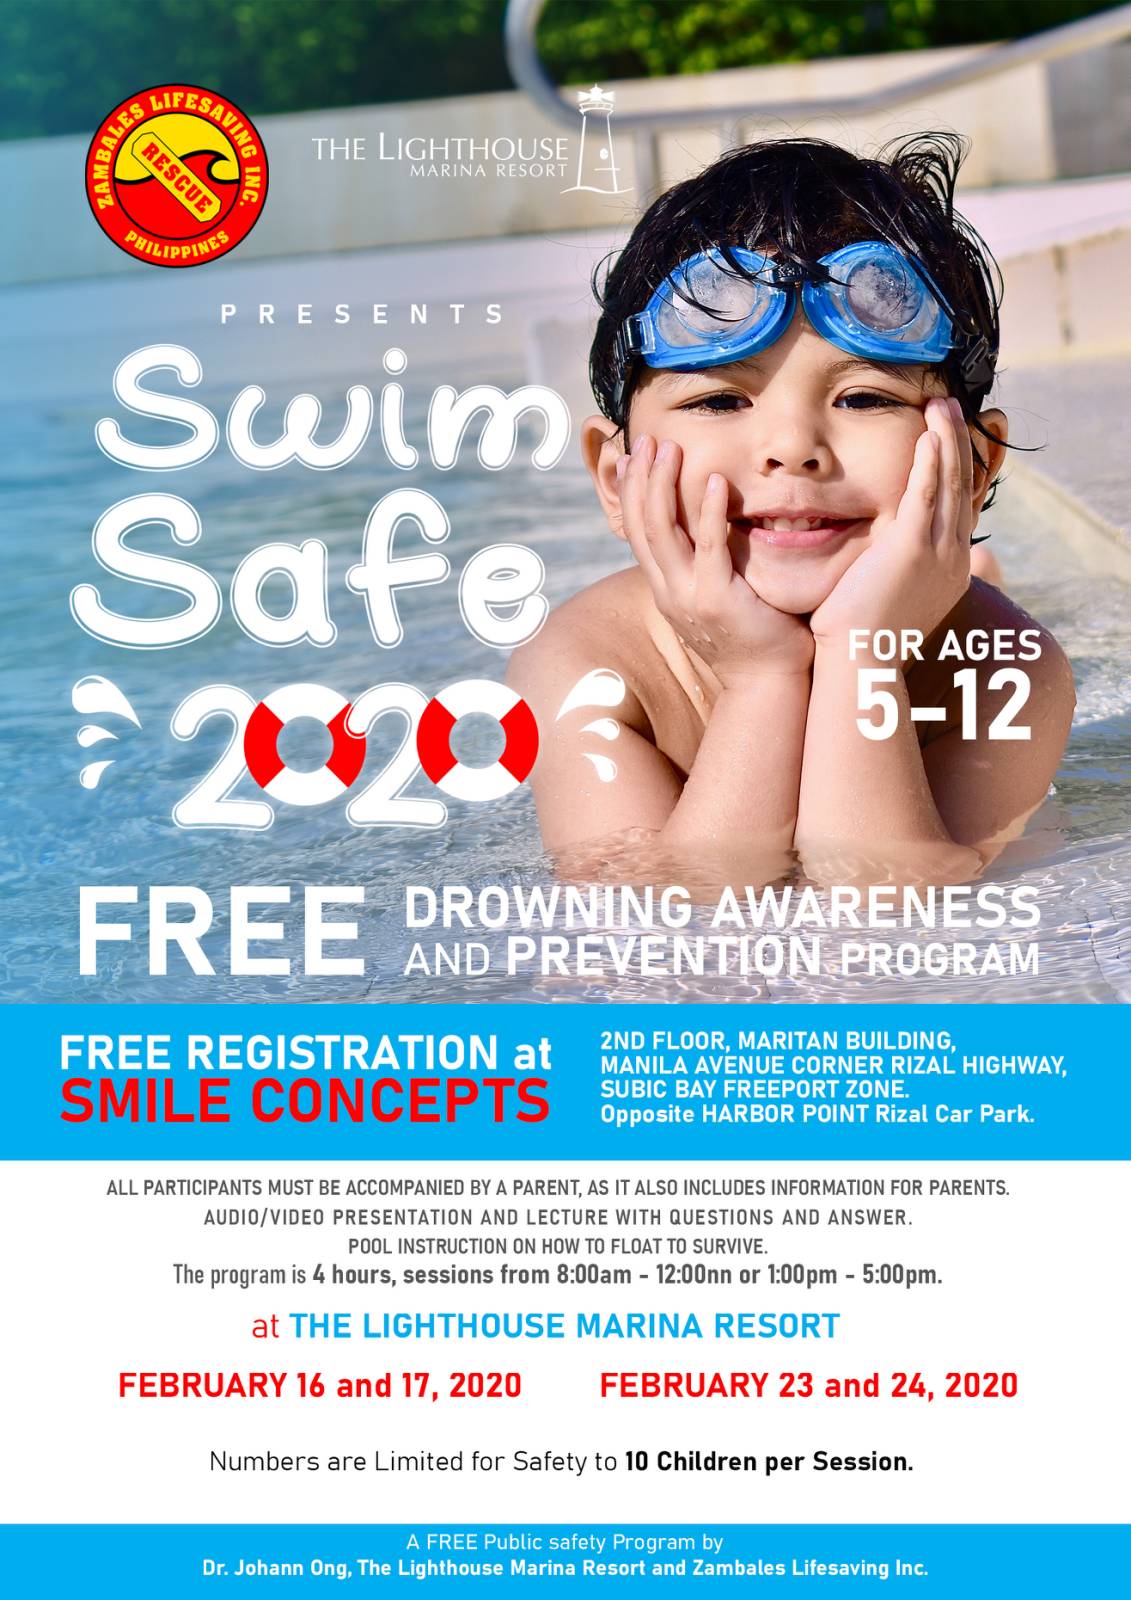 ZAMBALES LIFESAVING INC.
RESCUE
PHILIPPINES
THE LIGHTHOUSE
MARINA RESORT
PRESENTS
Swim
Safe
2020
FOR AGES
5-12
FREE DROWNING AWARENESS
AND PREVENTION PROGRAM
FREE REGISTRATION at
SMILE CONCEPTS
2ND FLOOR, MARITAN BUILDING,
MANILA AVENUE CORNER RIZAL HIGHWAY,
SUBIC BAY FREEPORT ZONE.
Opposite HARBOR POINT Rizal Car Park.
ALL PARTICIPANTS MUST BE ACCOMPANIED BY A PARENT, AS IT ALSO INCLUDES INFORMATION FOR PARENTS.
AUDIO/VIDEO PRESENTATION AND LECTURE WITH QUESTIONS AND ANSWER.
POOL INSTRUCTION ON HOW TO FLOAT TO SURVIVE.
The program is 4 hours, sessions from 8:00am - 12:00nn or 1:00pm - 5:00pm.
at THE LIGHTHOUSE MARINA RESORT
FEBRUARY 16 and 17, 2020 FEBRUARY 23 and 24, 2020
Numbers are Limited for Safety to 10 Children per Session.
A FREE Public safety Program by
Dr. Johann Ong, The Lighthouse Marina Resort and Zambales Lifesaving Inc.